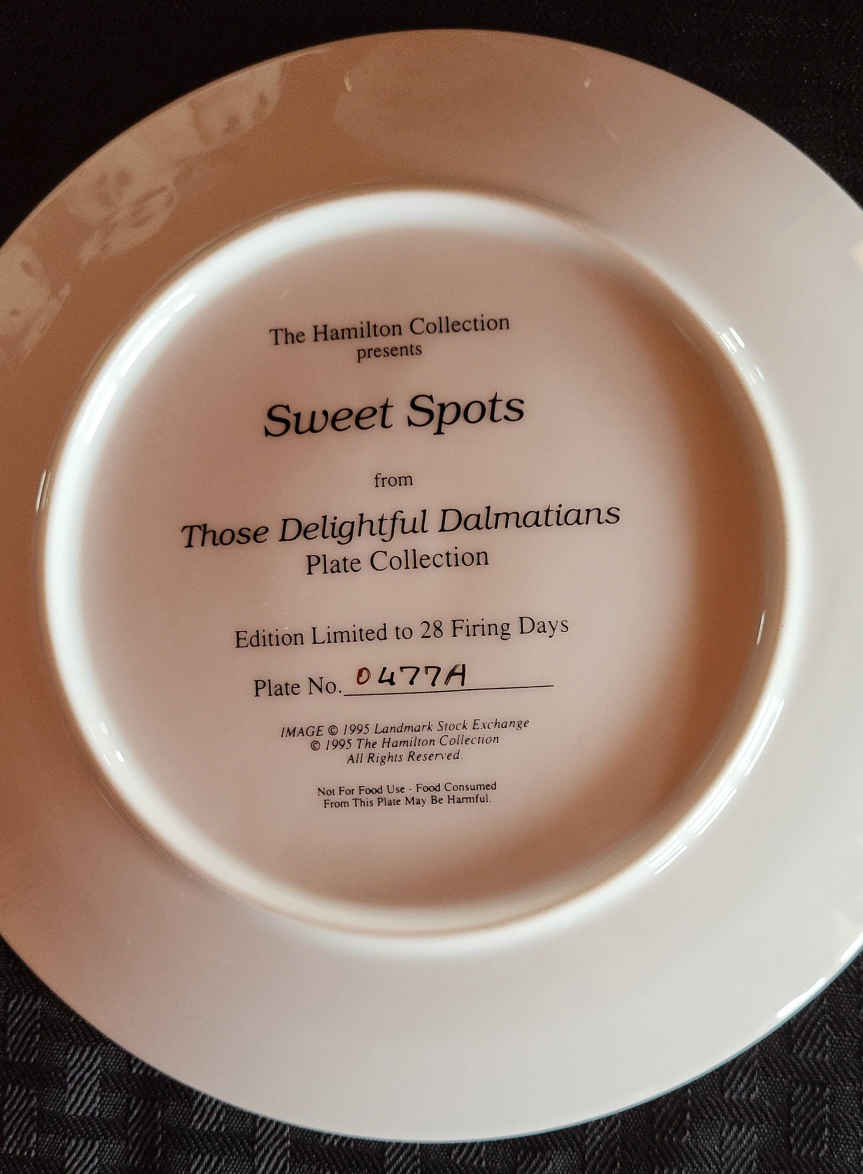 The Hamilton Collection
presents
Sweet Spots
from
Those Delightful Dalmatians
Plate Collection
Edition Limited to 28 Firing Days
Plate No. 0477A
IMAGE © 1995 Landmark Stock Exchange
© 1995 The Hamilton Collection
All Rights Reserved.
Not For Food Use - Food Consumed
From This Plate May Be Harmful.